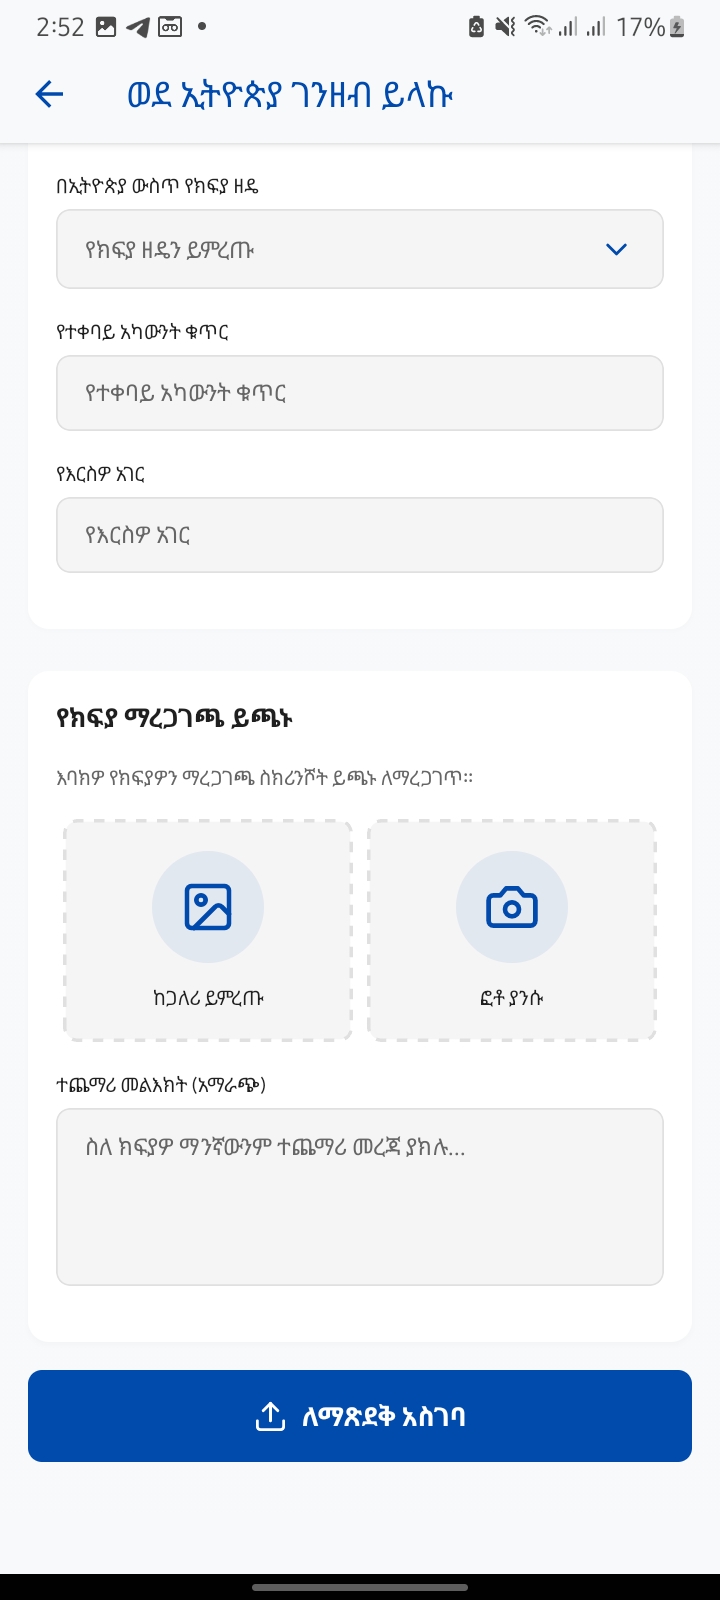 2:52
17%
ወደ ኢትዮጵያ ገንዘብ ይላኩ
በኢትዮጵያ ውስጥ የክፍያ ዘዴ
የክፍያ ዘዴን ይምረጡ
የተቀባይ አካውንት ቁጥር
የተቀባይ አካውንት ቁጥር
የእርስዎ አገር
የእርስዎ አገር
የክፍያ ማረጋገጫ ይጫኑ
እባክዎ የክፍያዎን ማረጋገጫ ስክሪንሾት ይጫኑ ለማረጋገጥ።
ከጋለሪ ይምረጡ
ፎቶ ያንሱ
ተጨማሪ መልእክት (አማራጭ)
ስለ ክፍያዎ ማንኛውንም ተጨማሪ መረጃ ያክሉ...
ለማጽደቅ አስገባ